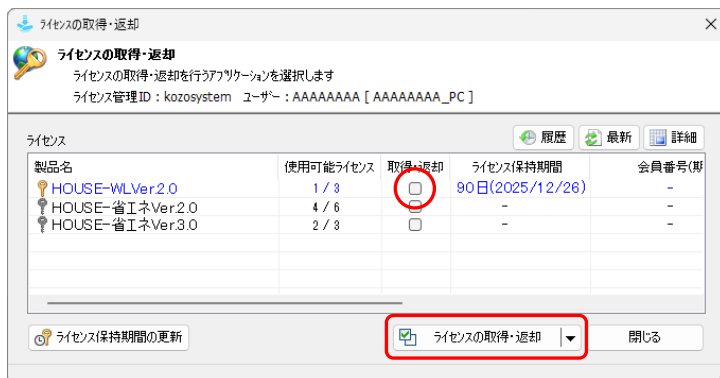 ライセンスの取得・返却
ライセンスの取得・返却
ライセンスの取得・返却を行うアプリケーションを選択します
ライセンス管理ID:kozosystem ユーザー:AAAAAAAA [ AAAAAAAA_PC ]
ライセンス 履歴 最新 詳細
製品名 使用可能ライセンス 取得・返却 ライセンス保持期間 会員番号(期
HOUSE-WLVer.2.0 1 / 3 90日(2025/12/26) -
HOUSE-省エネVer.2.0 4 / 6 - -
HOUSE-省エネVer.3.0 2 / 3 - -
ライセンス保持期間の更新 ライセンスの取得・返却 閉じる